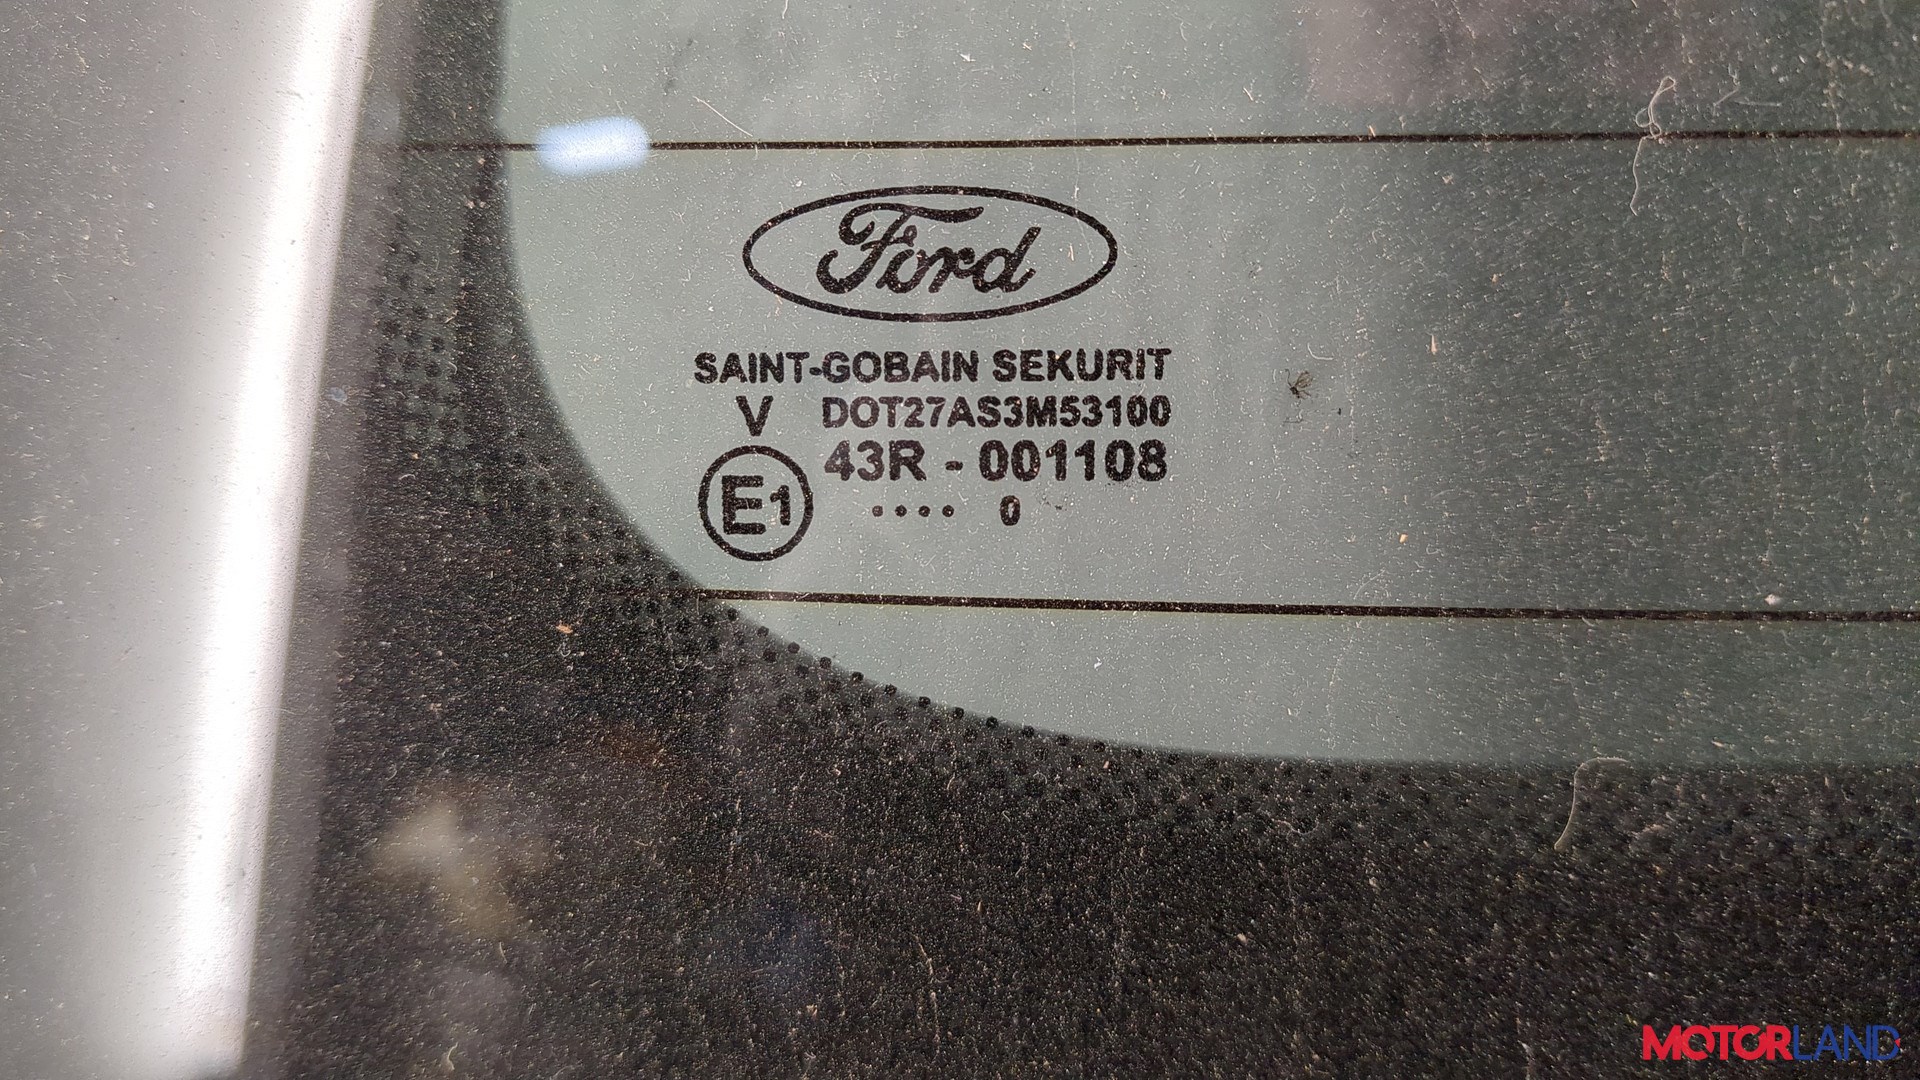 Ford
SAINT-GOBAIN SEKURIT
V DOT27AS3M53100
E1 43R - 001108
.... 0
MOTORLAND